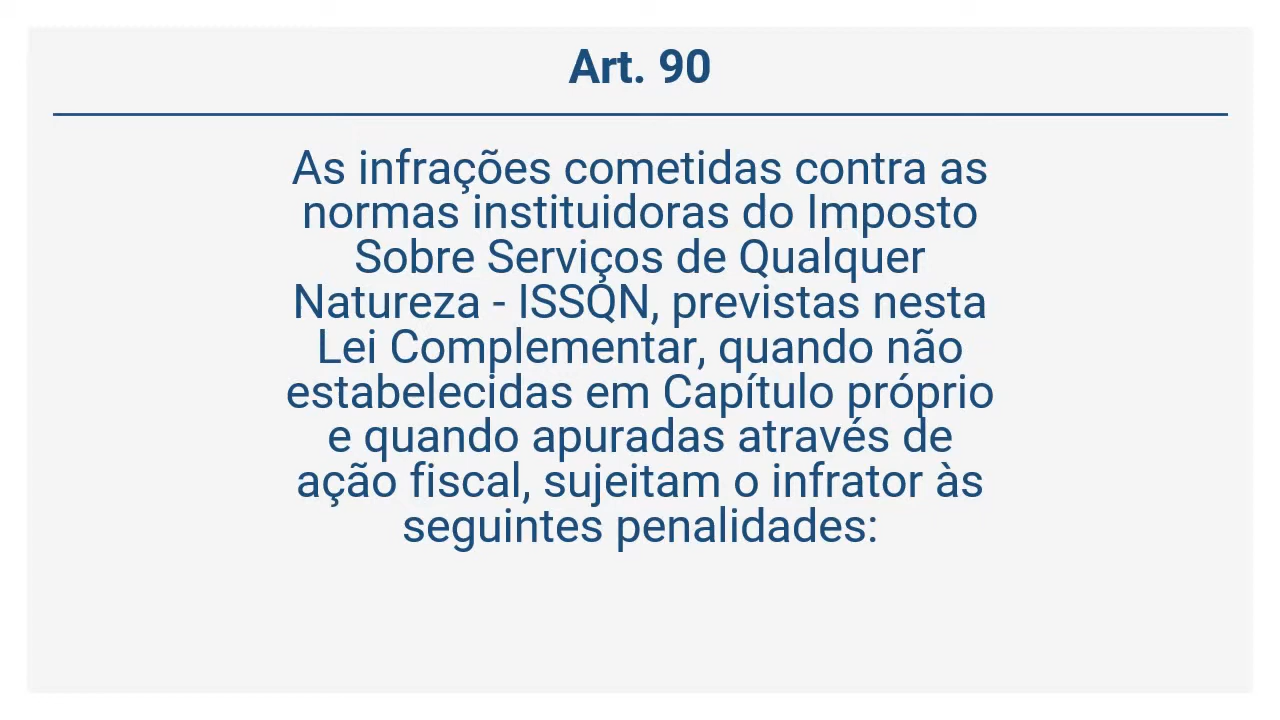 Art. 90
As infrações cometidas contra as
normas instituidoras do Imposto
Sobre Serviços de Qualquer
Natureza - ISSQN, previstas nesta
Lei Complementar, quando não
estabelecidas em Capítulo próprio
e quando apuradas através de
ação fiscal, sujeitam o infrator às
seguintes penalidades: